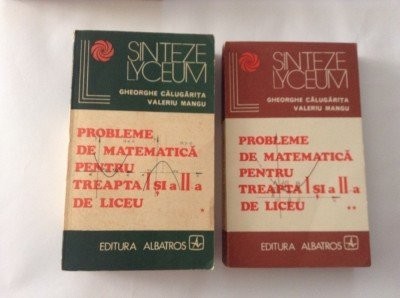 SINTEZE
LYCEUM
GHEORGHE CĂLUGĂRIȚA
VALERIU MANGU
PROBLEME
DE MATEMATICĂ
PENTRU
TREAPTA I ȘI a II a
DE LICEU *
EDITURA ALBATROS
SINTEZE
LYCEUM
GHEORGHE CĂLUGĂRIȚA
VALERIU MANGU
PROBLEME
DE MATEMATICĂ
PENTRU
TREAPTA I ȘI a II a
DE LICEU **
EDITURA ALBATROS